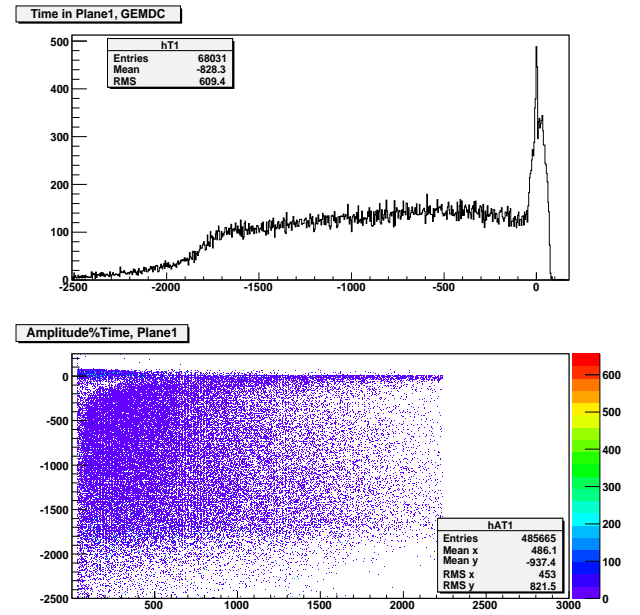 Time in Plane1, GEMDC
hT1
Entries 68031
Mean -828.3
RMS 609.4
500
400
300
200
100
0
-2500 -2000 -1500 -1000 -500 0
Amplitude%Time, Plane1
0
-500
-1000
-1500
-2000
-2500
500 1000 1500 2000 2500 3000
hAT1
Entries 485665
Mean x 486.1
Mean y -937.4
RMS x 453
RMS y 821.5
600
500
400
300
200
100
0